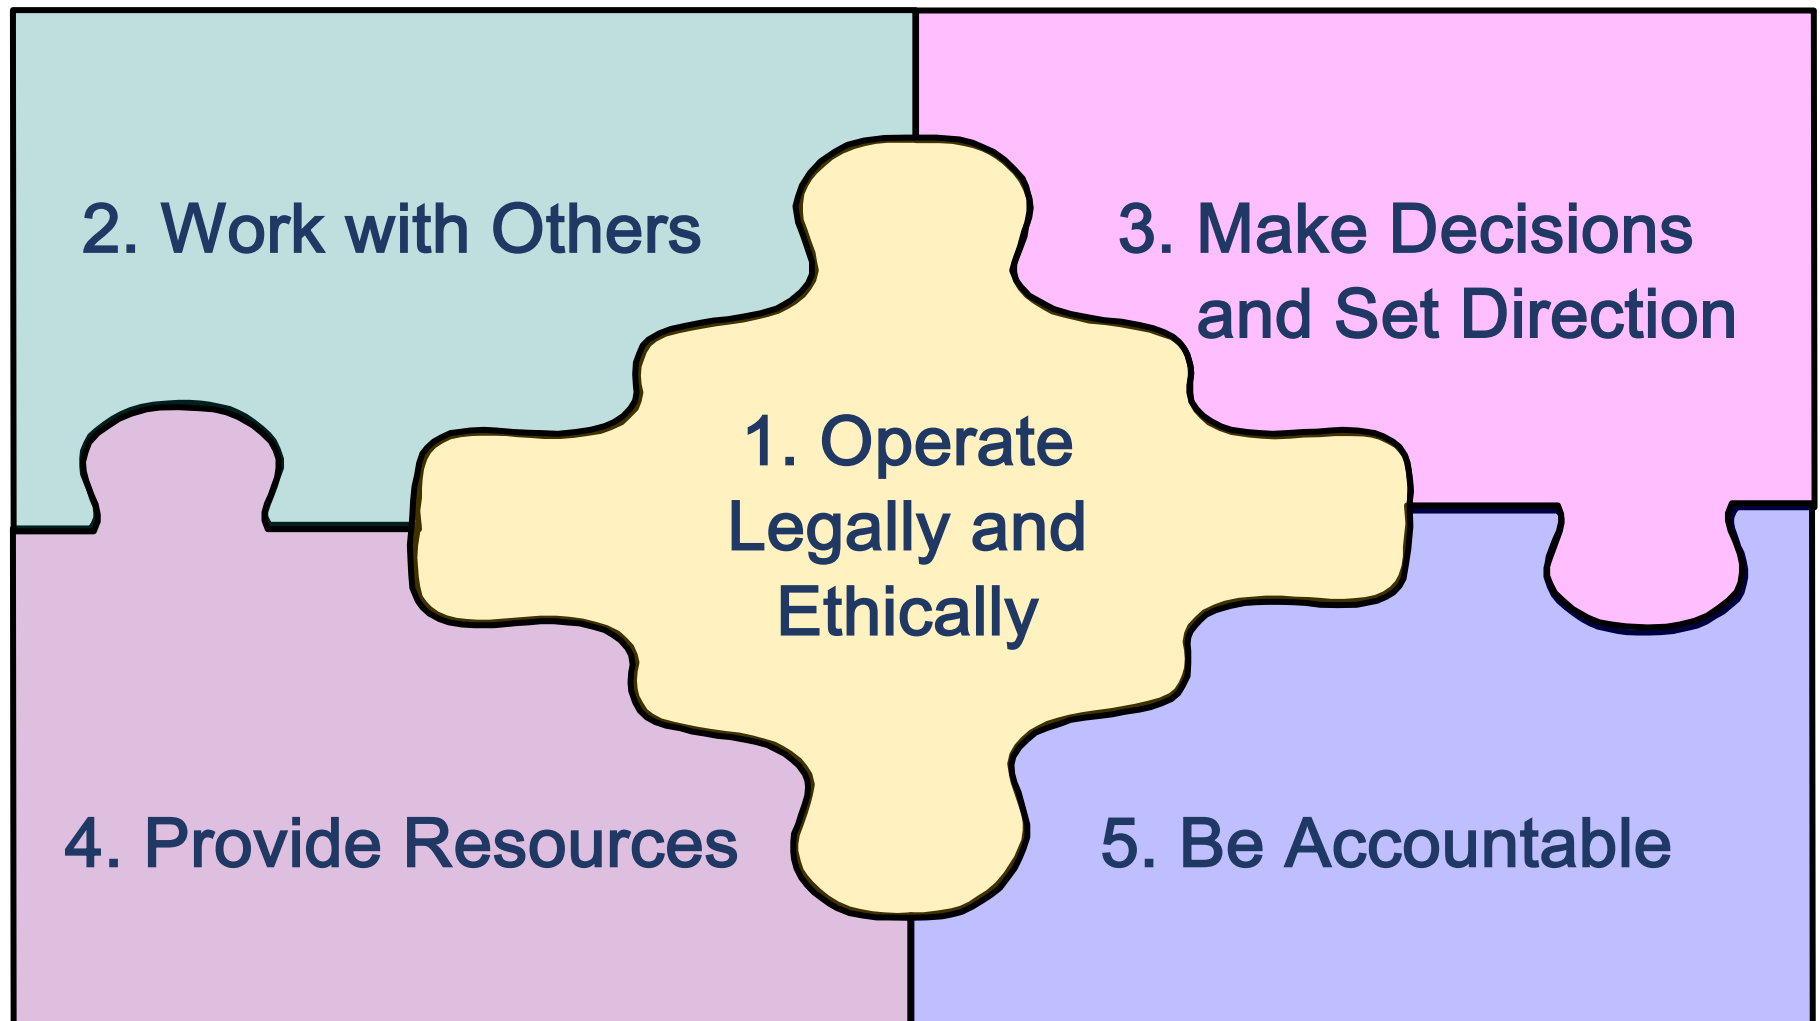 2. Work with Others
3. Make Decisions
and Set Direction
1. Operate
Legally and
Ethically
4. Provide Resources
5. Be Accountable